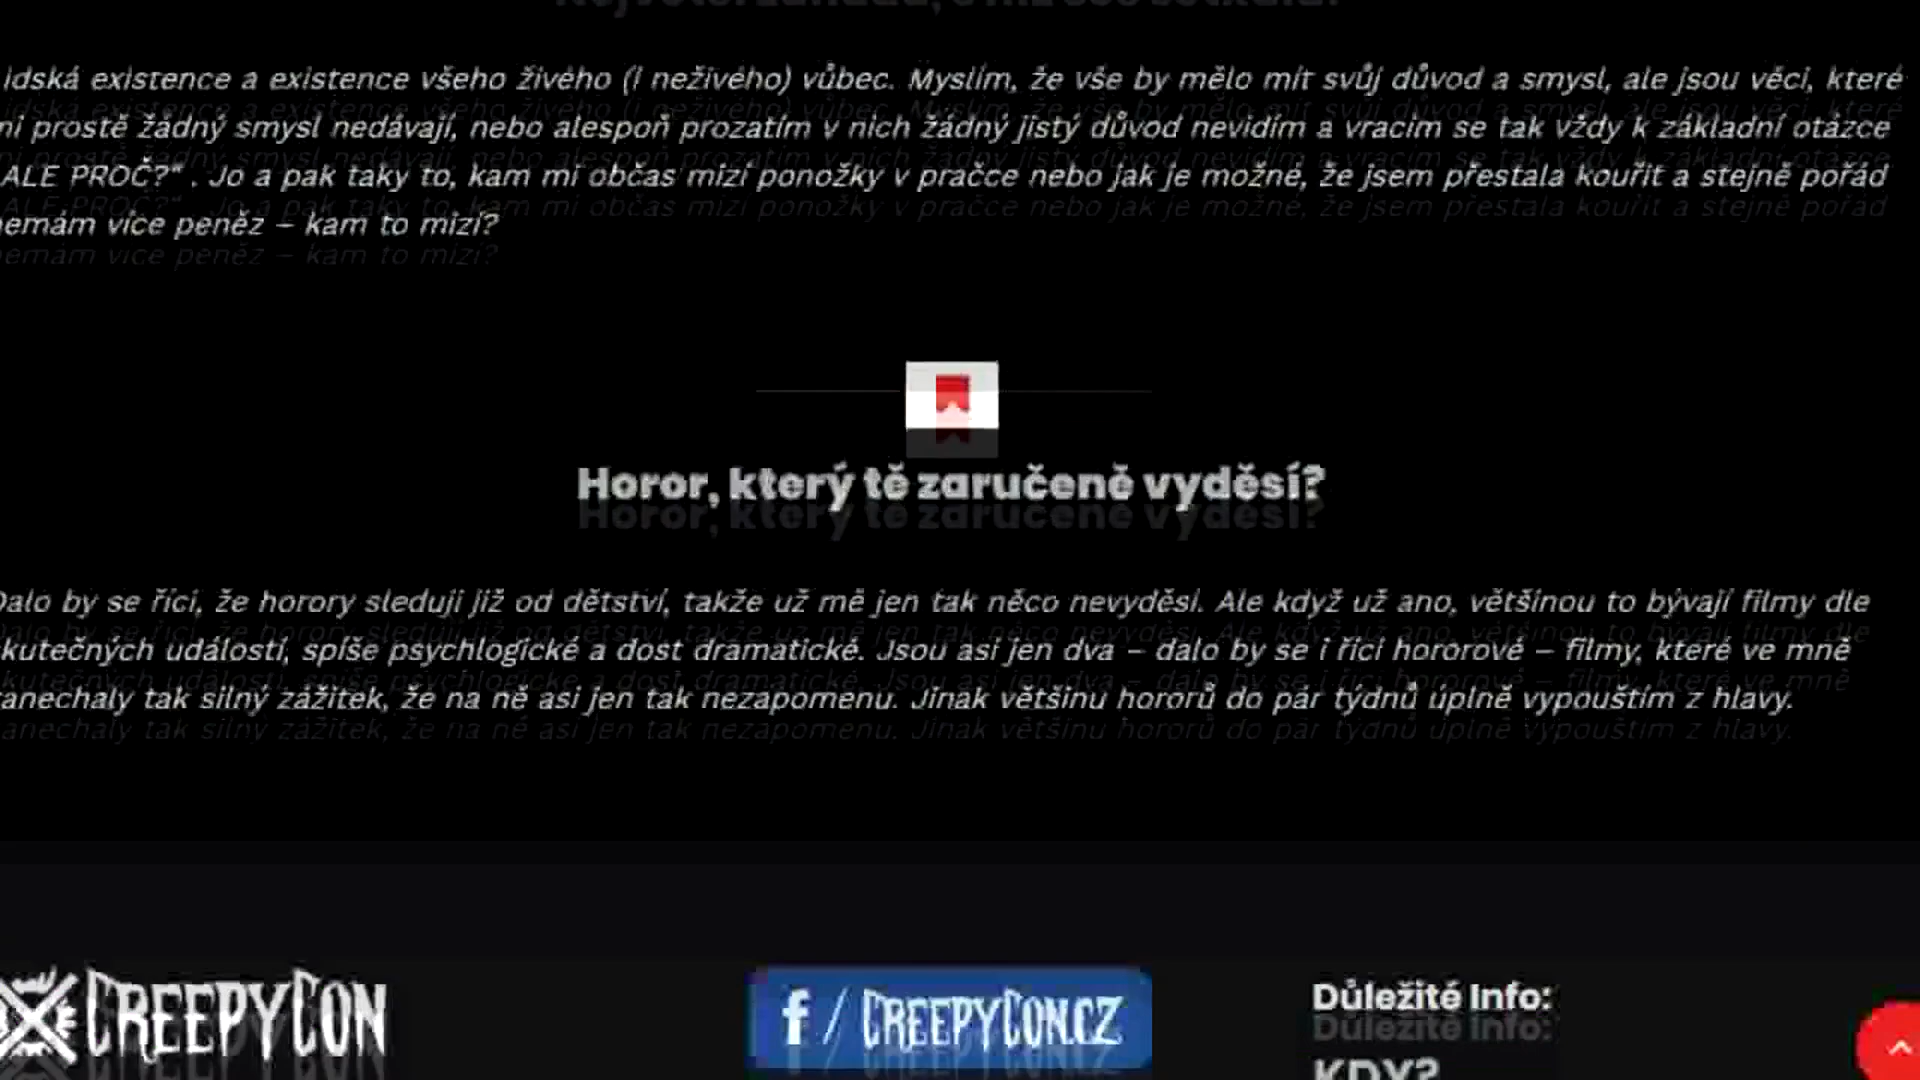 idská existence a existence všeho živého (i neživého) vůbec. Myslím, že vše by mělo mít svůj důvod a smysl, ale jsou věci, které
mi prostě žádný smysl nedávají, nebo alespoň prozatím v nich žádný jistý důvod nevidím a vracím se tak vždy k základní otázce
ALE PROČ?“ . Jo a pak taky to, kam mi občas mizí ponožky v pračce nebo jak je možné, že jsem přestala kouřit a stejně pořád
nemám více peněz – kam to mizí?
Horor, který tě zaručeně vyděsí?
Dalo by se říci, že horory sleduji již od dětství, takže už mě jen tak něco nevyděsí. Ale když už ano, většinou to bývají filmy dle
kutečných událostí, spíše psychlogické a dost dramatické. Jsou asi jen dva – dalo by se i říci hororové – filmy, které ve mně
zanechaly tak silný zážitek, že na ně asi jen tak nezapomenu. Jinak většinu hororů do pár týdnů úplně vypouštím z hlavy.
CREEPYCON
f / CREEPYCON.CZ
Důležité Info:
KDY?